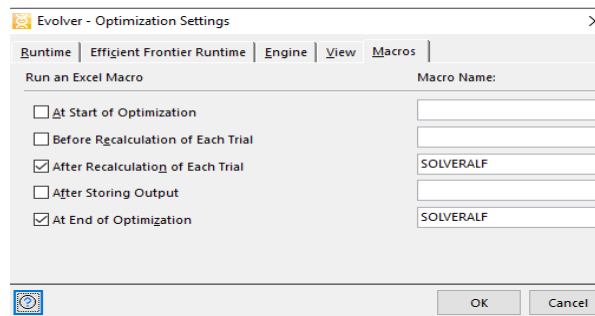 Evolver - Optimization Settings
Runtime Efficient Frontier Runtime Engine View Macros
Run an Excel Macro Macro Name:
At Start of Optimization
Before Recalculation of Each Trial
After Recalculation of Each Trial SOLVERALF
After Storing Output
At End of Optimization SOLVERALF
? OK Cancel